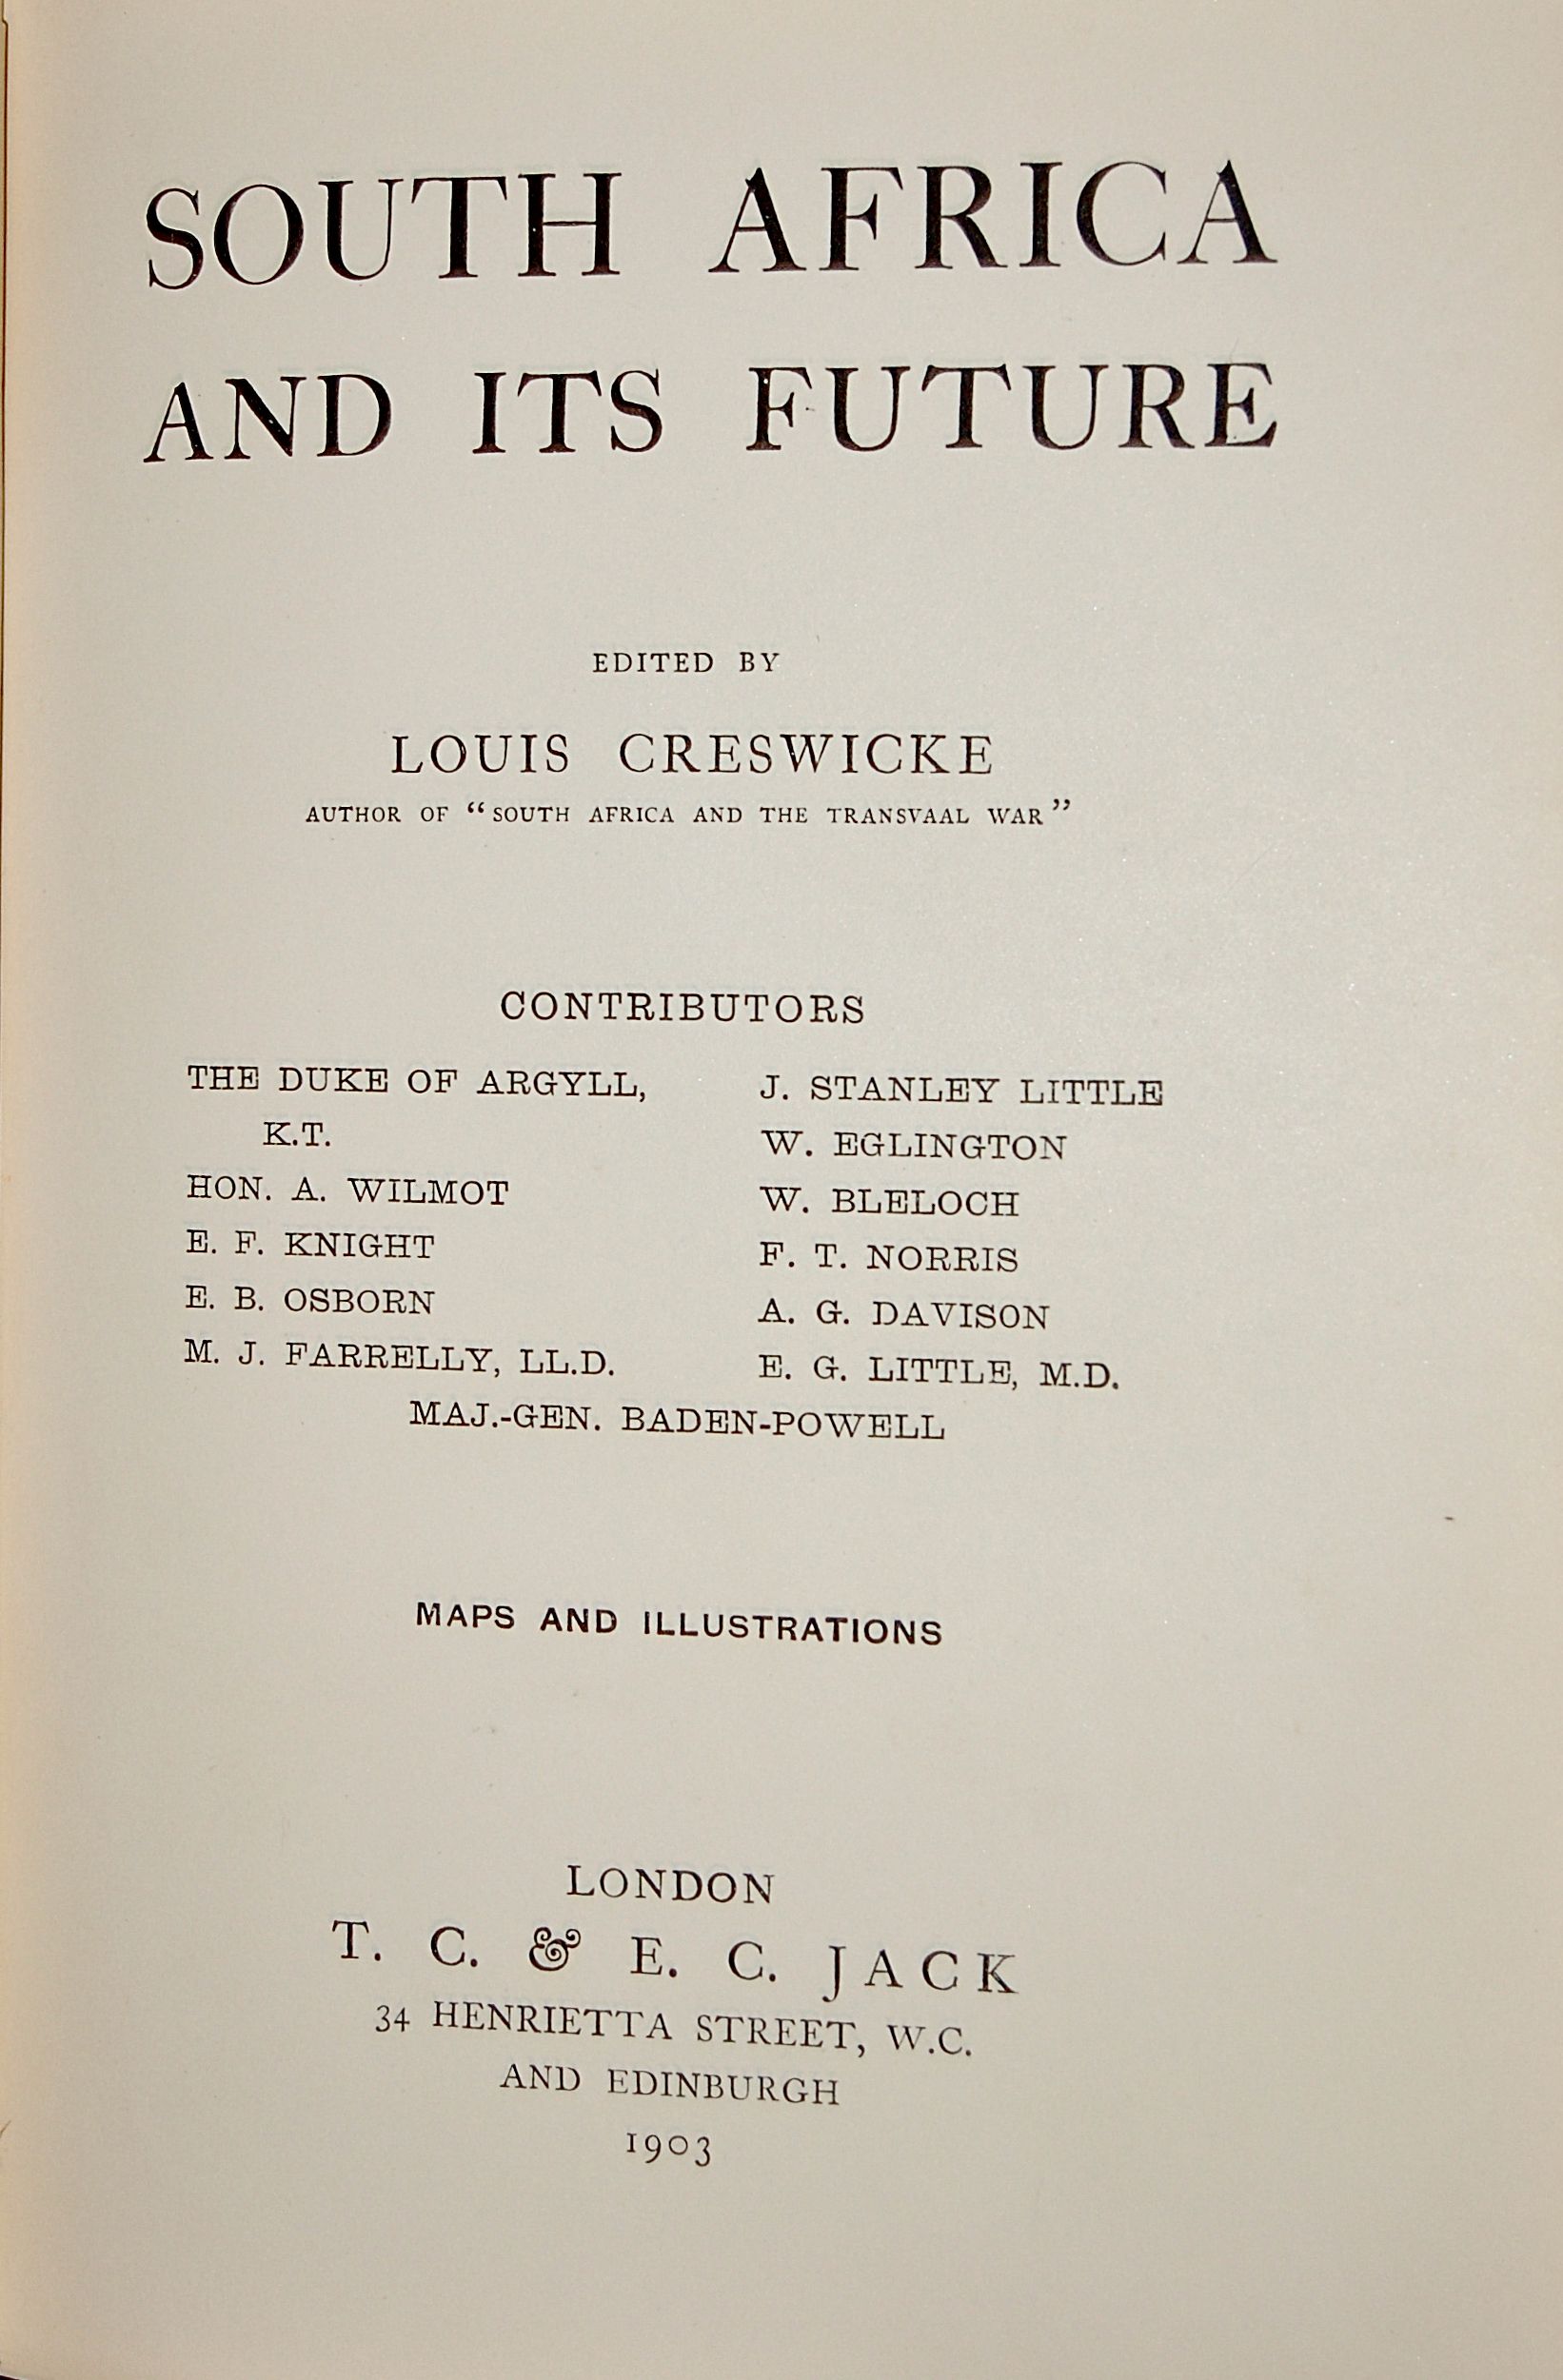 SOUTH AFRICA
AND ITS FUTURE
EDITED BY
LOUIS CRESWICKE
AUTHOR OF “SOUTH AFRICA AND THE TRANSVAAL WAR”
CONTRIBUTORS
THE DUKE OF ARGYLL,
K.T.
HON. A. WILMOT
E. F. KNIGHT
E. B. OSBORN
M. J. FARRELLY, LL.D.
J. STANLEY LITTLE
W. EGLINGTON
W. BLELOCH
F. T. NORRIS
A. G. DAVISON
E. G. LITTLE, M.D.
MAJ.-GEN. BADEN-POWELL
MAPS AND ILLUSTRATIONS
LONDON
T. C. & E. C. JACK
34 HENRIETTA STREET, W.C.
AND EDINBURGH
1903